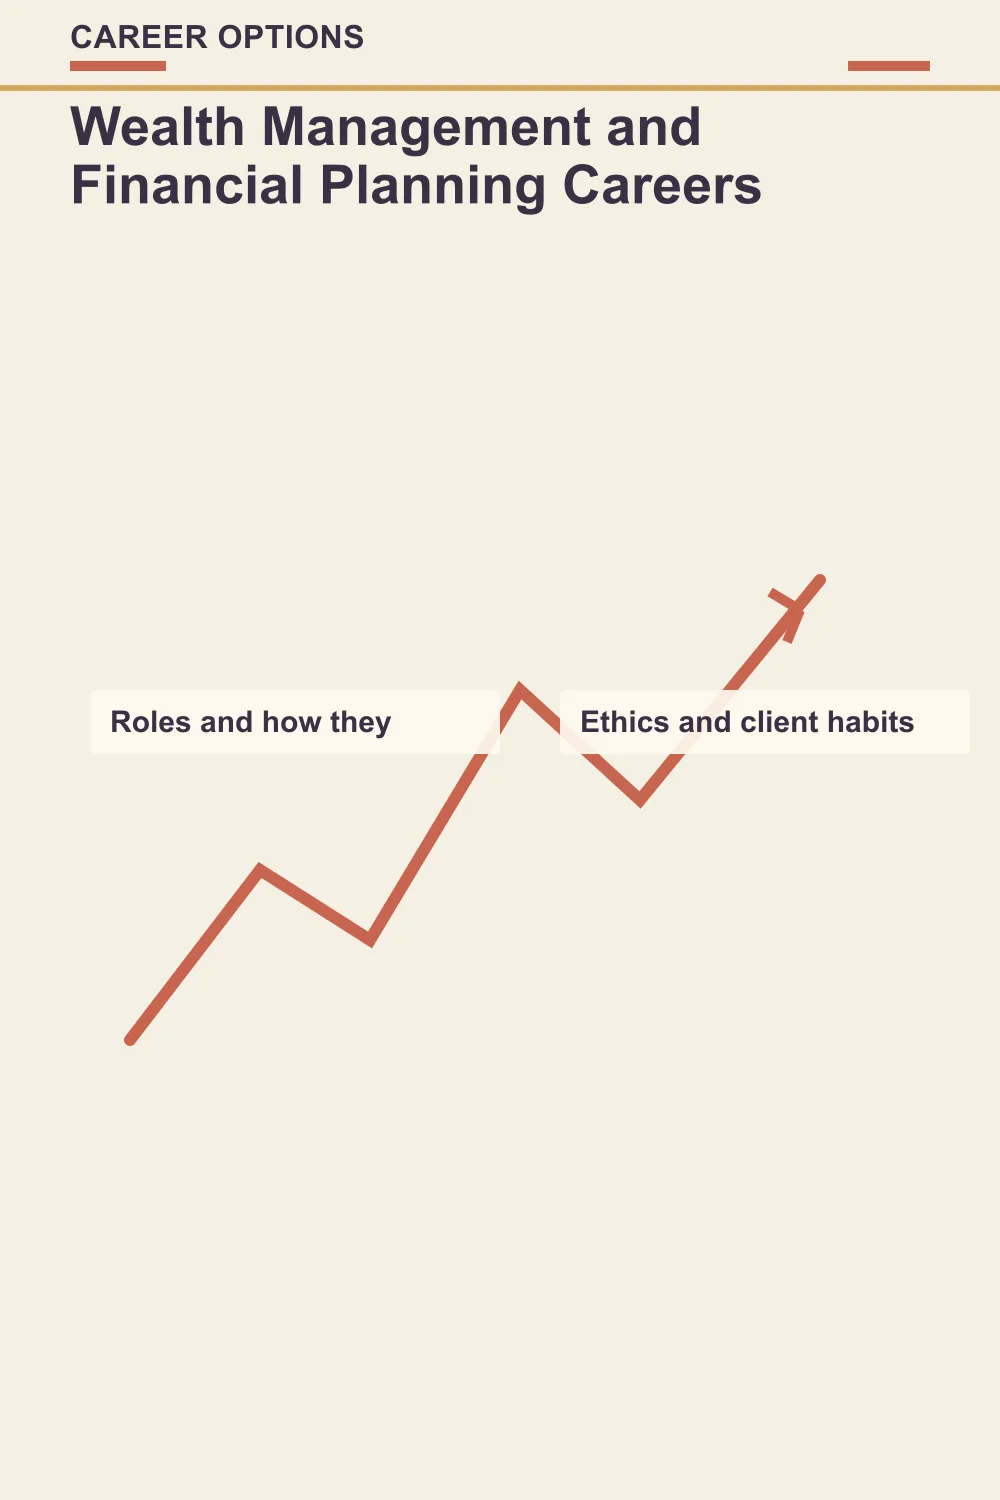 CAREER OPTIONS
Wealth Management and
Financial Planning Careers
Roles and how they
Ethics and client habits